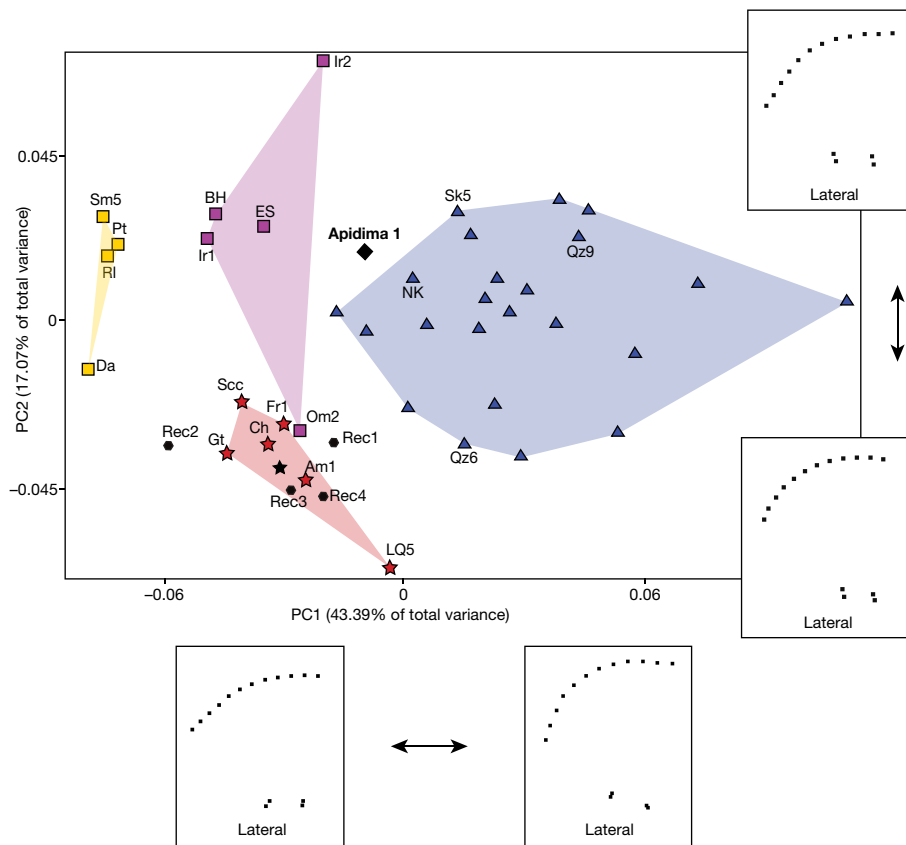 Ir2
Lateral
0.045
Sm5
Pt
RI
BH
ES
Ir1
Apidima 1
Sk5
Qz9
NK
0
Da
PC2 (17.07% of total variance)
Scc
Fr1
Om2
Ch
Gt
Rec2
Rec1
Am1
Rec3
Rec4
Qz6
−0.045
LQ5
−0.06
0
0.06
PC1 (43.39% of total variance)
Lateral
Lateral
Lateral